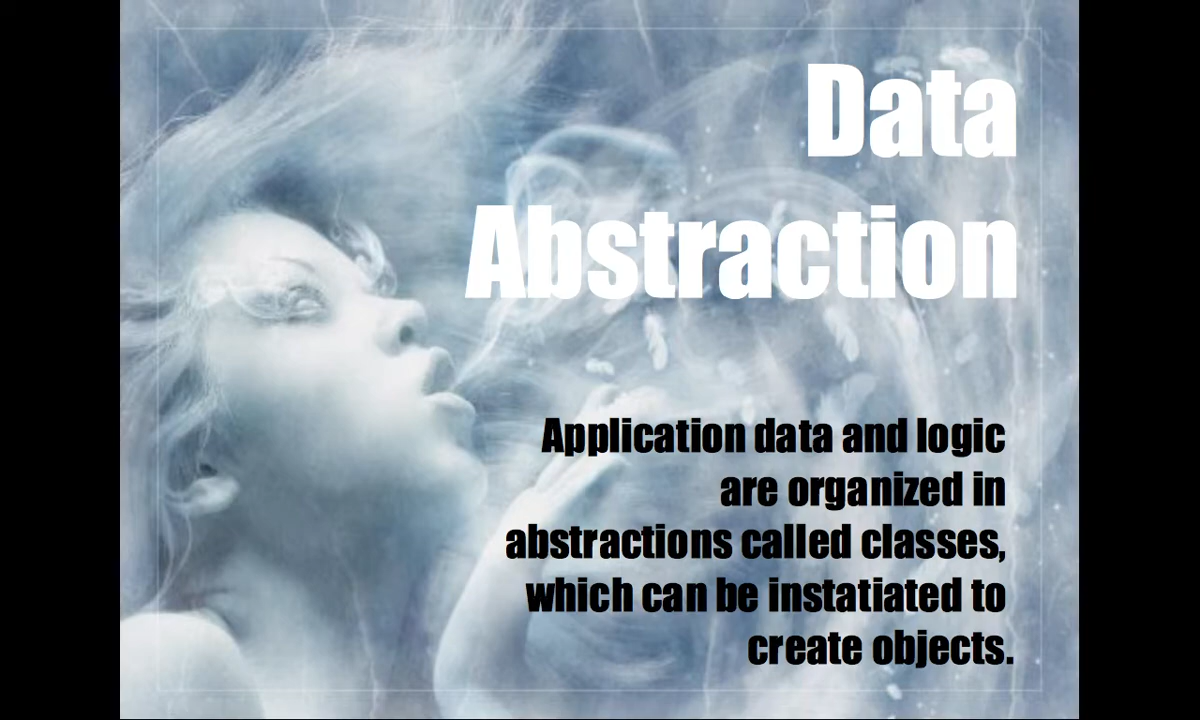 Data
Abstraction
Application data and logic
are organized in
abstractions called classes,
which can be instatiated to
create objects.